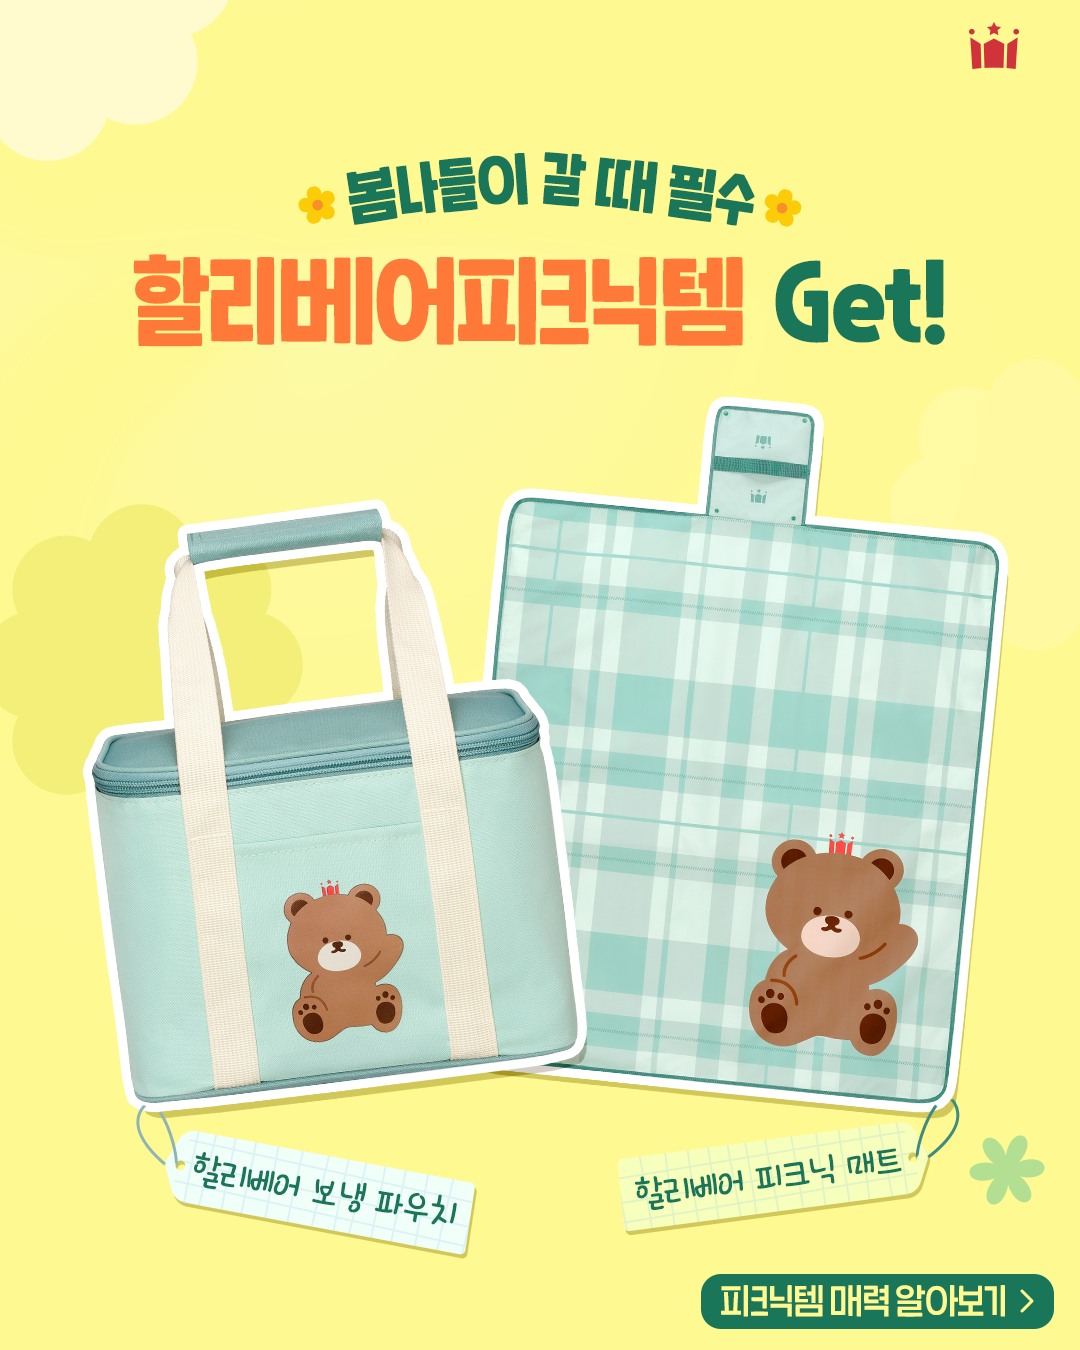 봄나들이 갈 때 필수
할리베어피크닉템 Get!
할리베어 보냉 파우치
할리베어 피크닉 매트
피크닉템 매력 알아보기 >